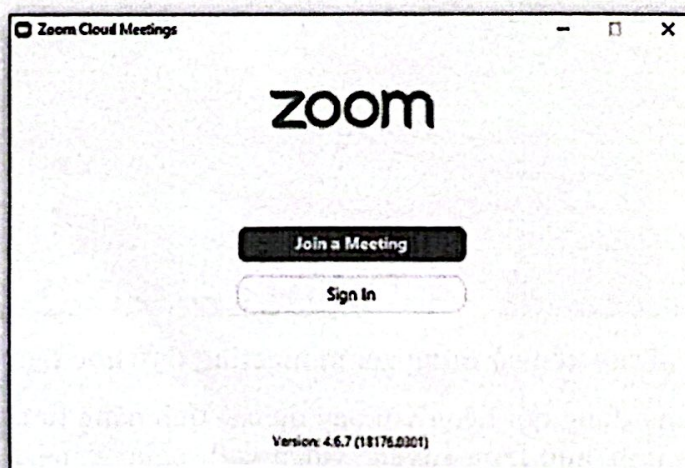 Zoom Cloud Meetings
zoom
Join a Meeting
Sign In
Version: 4.6.7 (18176.0301)